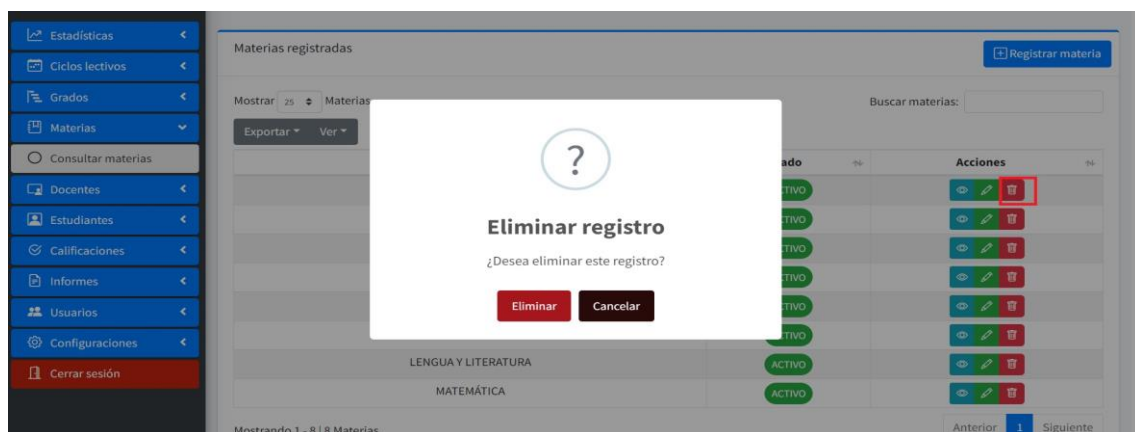 Estadísticas
Ciclos lectivos
Grados
Materias
Consultar materias
Docentes
Estudiantes
Calificaciones
Informes
Usuarios
Configuraciones
Cerrar sesión
Materias registradas
Registrar materia
Mostrar 25 Materias
Buscar materias:
Exportar Ver
ado Acciones
TIVO
TIVO
TIVO
TIVO
TIVO
TIVO
LENGUA Y LITERATURA ACTIVO
MATEMÁTICA ACTIVO
Mostrando 1 - 8 | 8 Materias
Anterior 1 Siguiente
?
Eliminar registro
¿Desea eliminar este registro?
Eliminar Cancelar